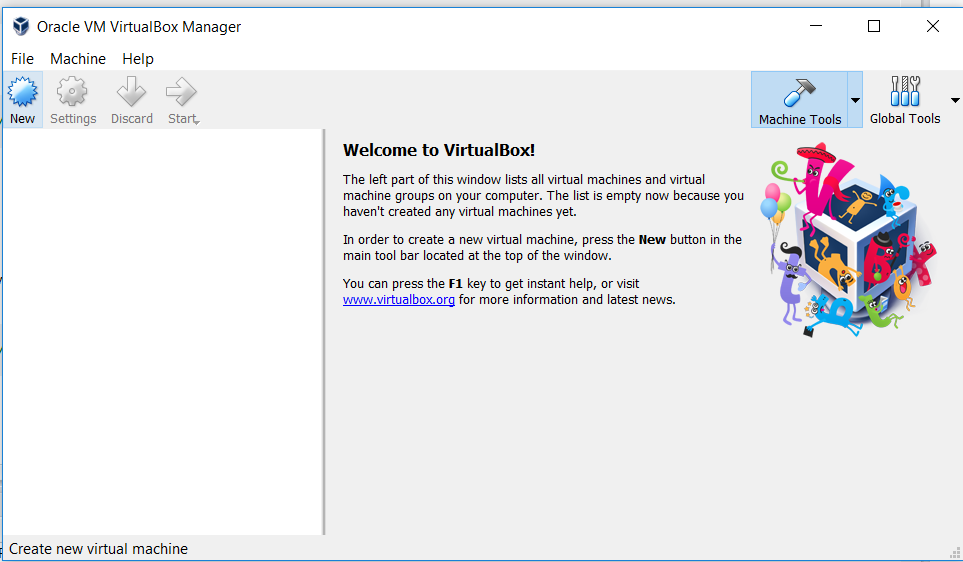 Oracle VM VirtualBox Manager
File Machine Help
New Settings Discard Start Machine Tools Global Tools
Welcome to VirtualBox!
The left part of this window lists all virtual machines and virtual
machine groups on your computer. The list is empty now because you
haven't created any virtual machines yet.
In order to create a new virtual machine, press the New button in the
main tool bar located at the top of the window.
You can press the F1 key to get instant help, or visit
www.virtualbox.org for more information and latest news.
Create new virtual machine